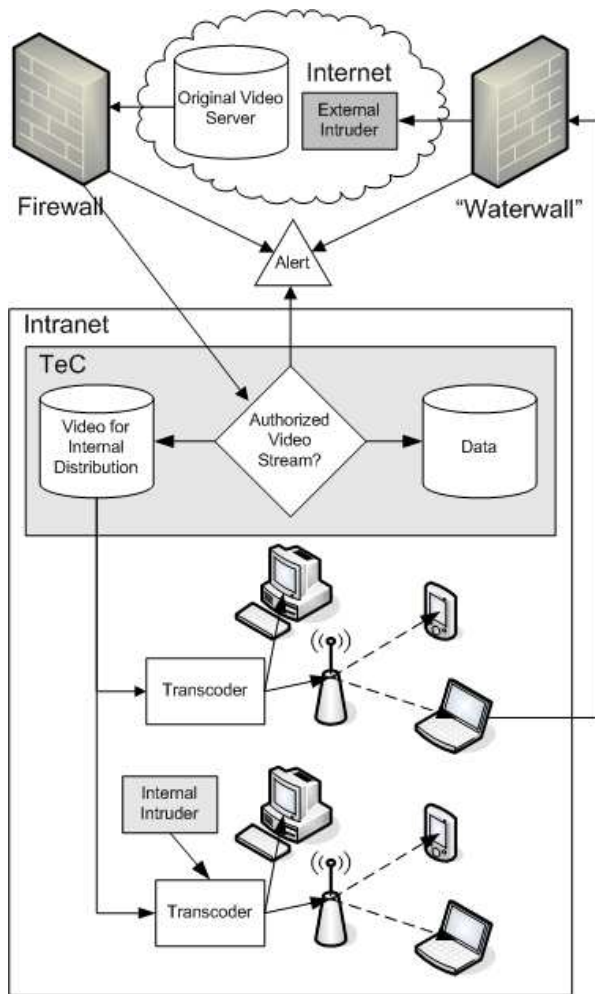 Internet
Original Video
Server
External
Intruder
Firewall
“Waterwall”
Alert
Intranet
TeC
Video for
Internal
Distribution
Authorized
Video
Stream?
Data
Transcoder
Internal
Intruder
Transcoder